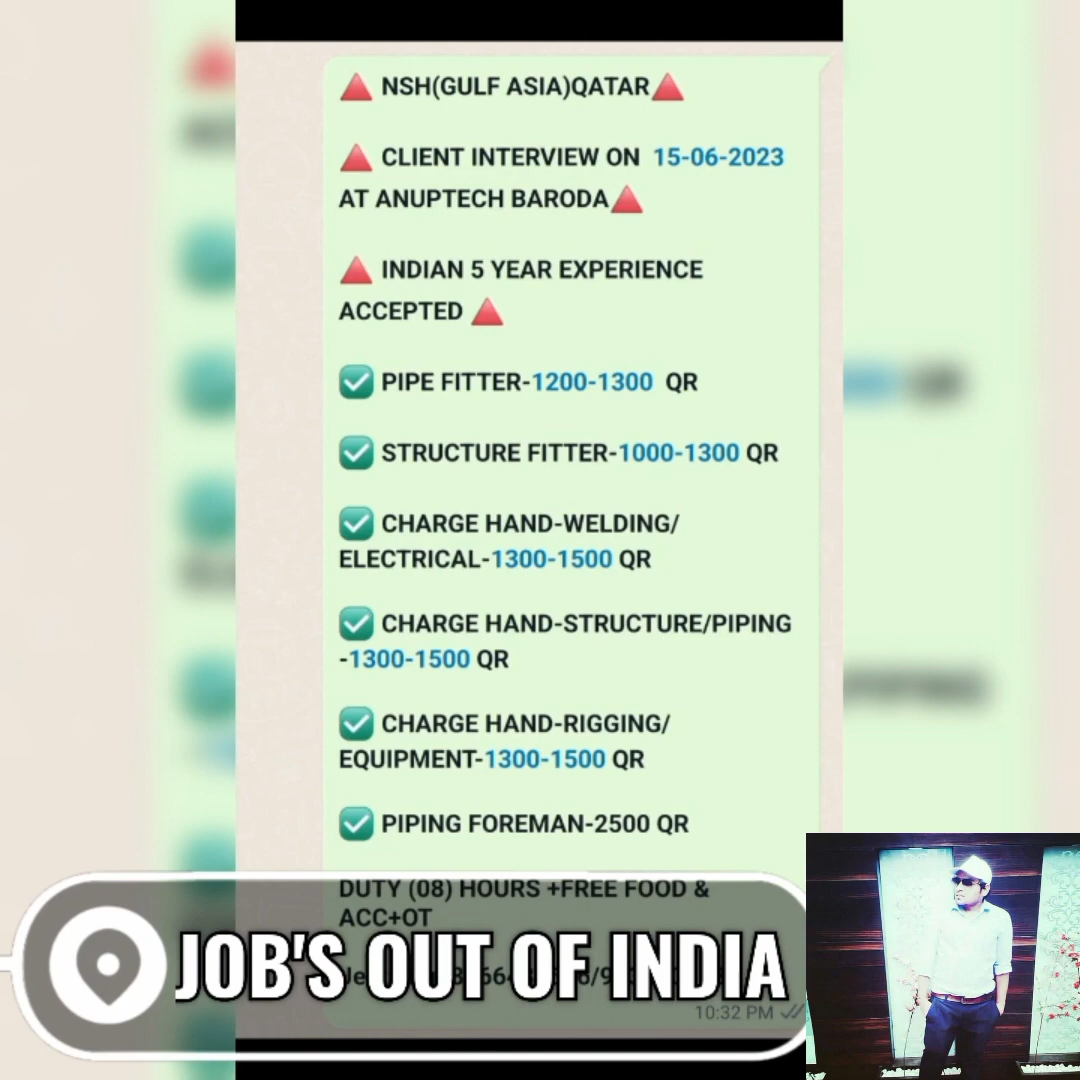 NSH(GULF ASIA)QATAR
CLIENT INTERVIEW ON 15-06-2023
AT ANUPTECH BARODA
INDIAN 5 YEAR EXPERIENCE
ACCEPTED
PIPE FITTER-1200-1300 QR
STRUCTURE FITTER-1000-1300 QR
CHARGE HAND-WELDING/
ELECTRICAL-1300-1500 QR
CHARGE HAND-STRUCTURE/PIPING
-1300-1500 QR
CHARGE HAND-RIGGING/
EQUIPMENT-1300-1500 QR
PIPING FOREMAN-2500 QR
DUTY (08) HOURS +FREE FOOD &
ACC+OT
JOB'S OUT OF INDIA
10:32 PM